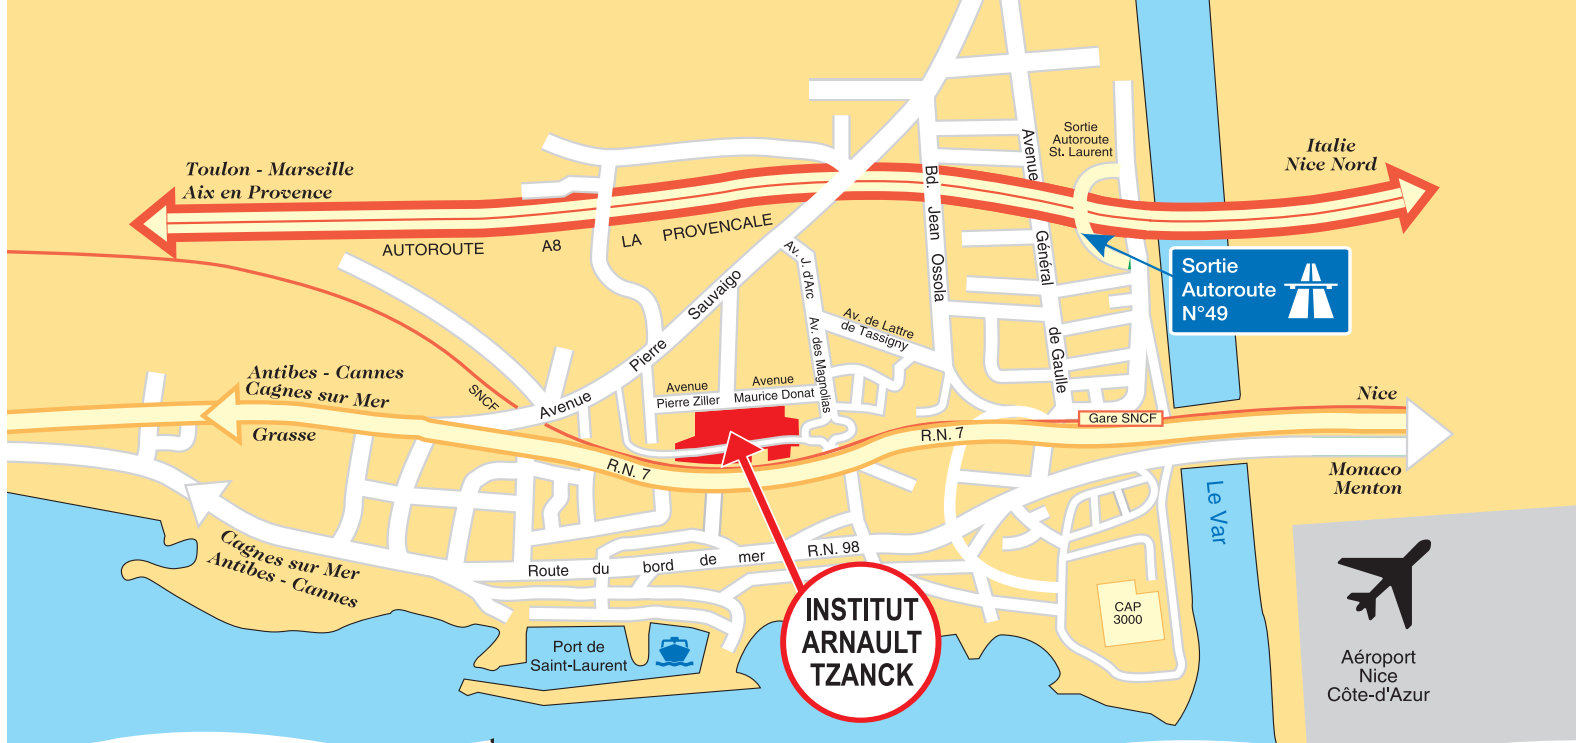 Toulon - Marseille
Aix en Provence
Italie
Nice Nord
Sortie
Autoroute
St. Laurent
Avenue
Général
de Gaulle
Bd. Jean Ossola
AUTOROUTE A8 LA PROVENCALE
Sortie
Autoroute
N°49
Av. J. d'Arc
Av. des Magnolias
Av. de Lattre
de Tassigny
Avenue Pierre Sauvaigo
SNCF
Antibes - Cannes
Cagnes sur Mer
Grasse
Avenue
Pierre Ziller
Avenue
Maurice Donat
Nice
Gare SNCF
R.N. 7
R.N. 7
Monaco
Menton
Le Var
Cagnes sur Mer
Antibes - Cannes
Route du bord de mer R.N. 98
INSTITUT
ARNAULT
TZANCK
CAP
3000
Port de
Saint-Laurent
Aéroport
Nice
Côte-d'Azur